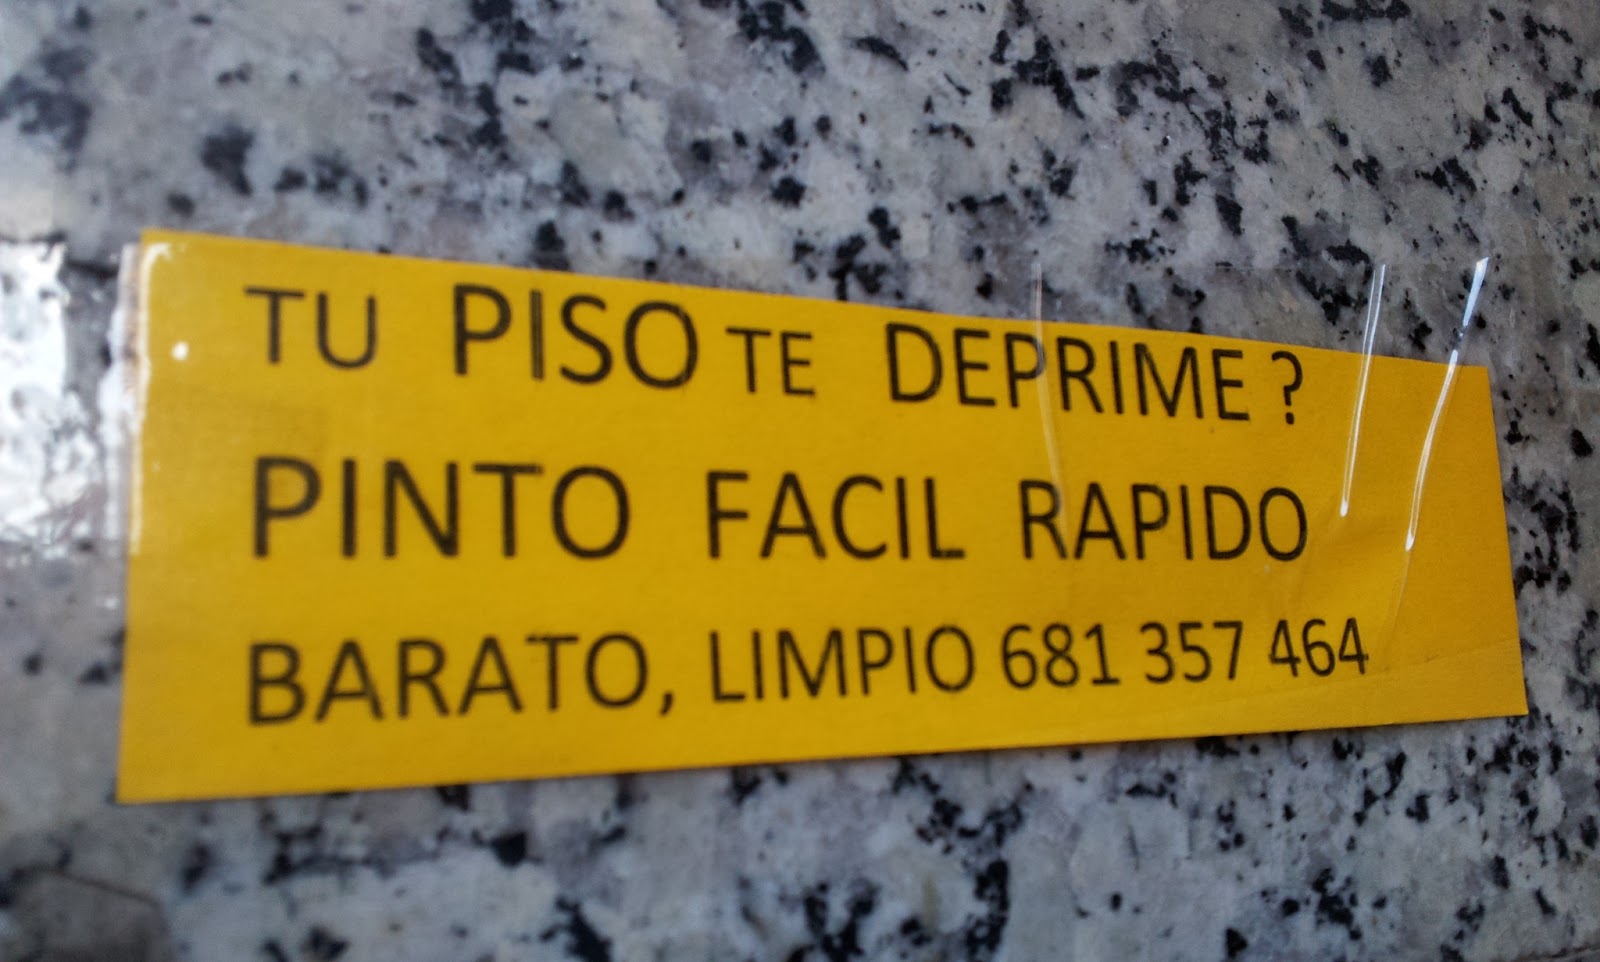 TU PISO TE DEPRIME ?
PINTO FACIL RAPIDO
BARATO, LIMPIO 681 357 464